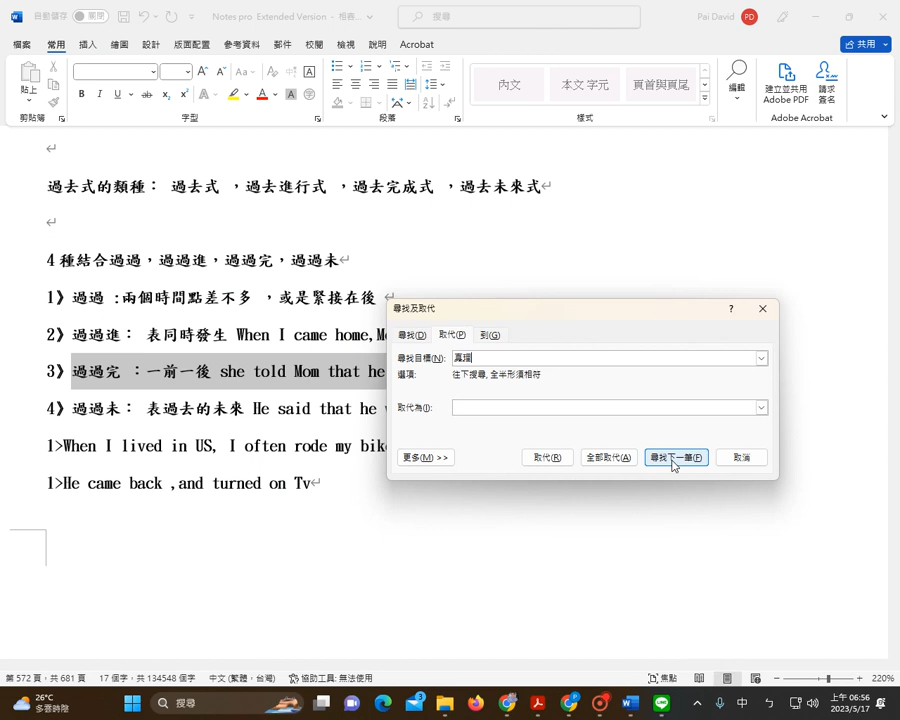 自動儲存 關閉 Notes pro Extended Version - 相容... 搜尋 Pai David PD
檔案 常用 插入 繪圖 設計 版面配置 參考資料 郵件 校閱 檢視 說明 Acrobat 共用
貼上 B I U ab x₂ x² A A A 字 內文 本文 字元 頁首與頁尾 編輯 建立並共用 Adobe PDF 請求簽名
剪貼簿 字型 段落 樣式 Adobe Acrobat
過去式的類種： 過去式 ，過去進行式 ，過去完成式 ，過去未來式
4種結合過過，過過進，過過完，過過未
1》過過 :兩個時間點差不多 ，或是緊接在後
2》過過進： 表同時發生 When I came home,M
3》過過完 ：一前一後 she told Mom that he
4》過過未： 表過去的未來 He said that he
1>When I lived in US, I often rode my bik
1>He came back ,and turned on Tv
尋找及取代 ?
尋找(D) 取代(P) 到(G)
尋找目標(N):
選項: 往下搜尋, 全半形須相符
取代為(I):
更多(M) >> 取代(R) 全部取代(A) 尋找下一筆(F) 取消
第 572 頁，共 681 頁 17 個字，共 134548 個字 中文 (繁體，台灣) 協助工具: 無法使用 焦點 220%
26°C 多雲時陰 搜尋 中 上午 06:56 2023/5/17